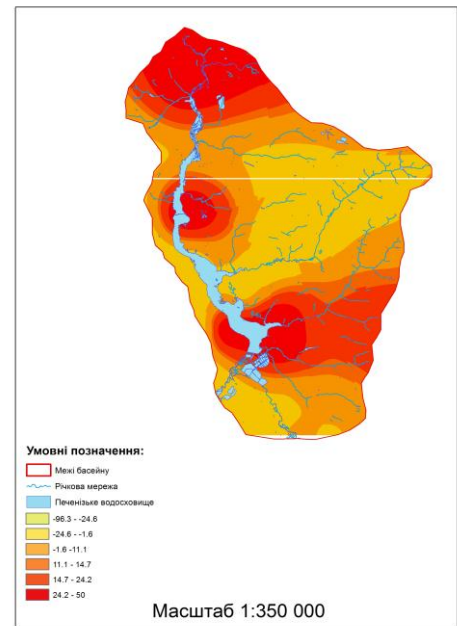 Умовні позначення:
Межі басейну
Річкова мережа
Печенізьке водосховище
-96.3 - -24.6
-24.6 - -1.6
-1.6 -11.1
11.1 - 14.7
14.7 - 24.2
24.2 - 50
Масштаб 1:350 000